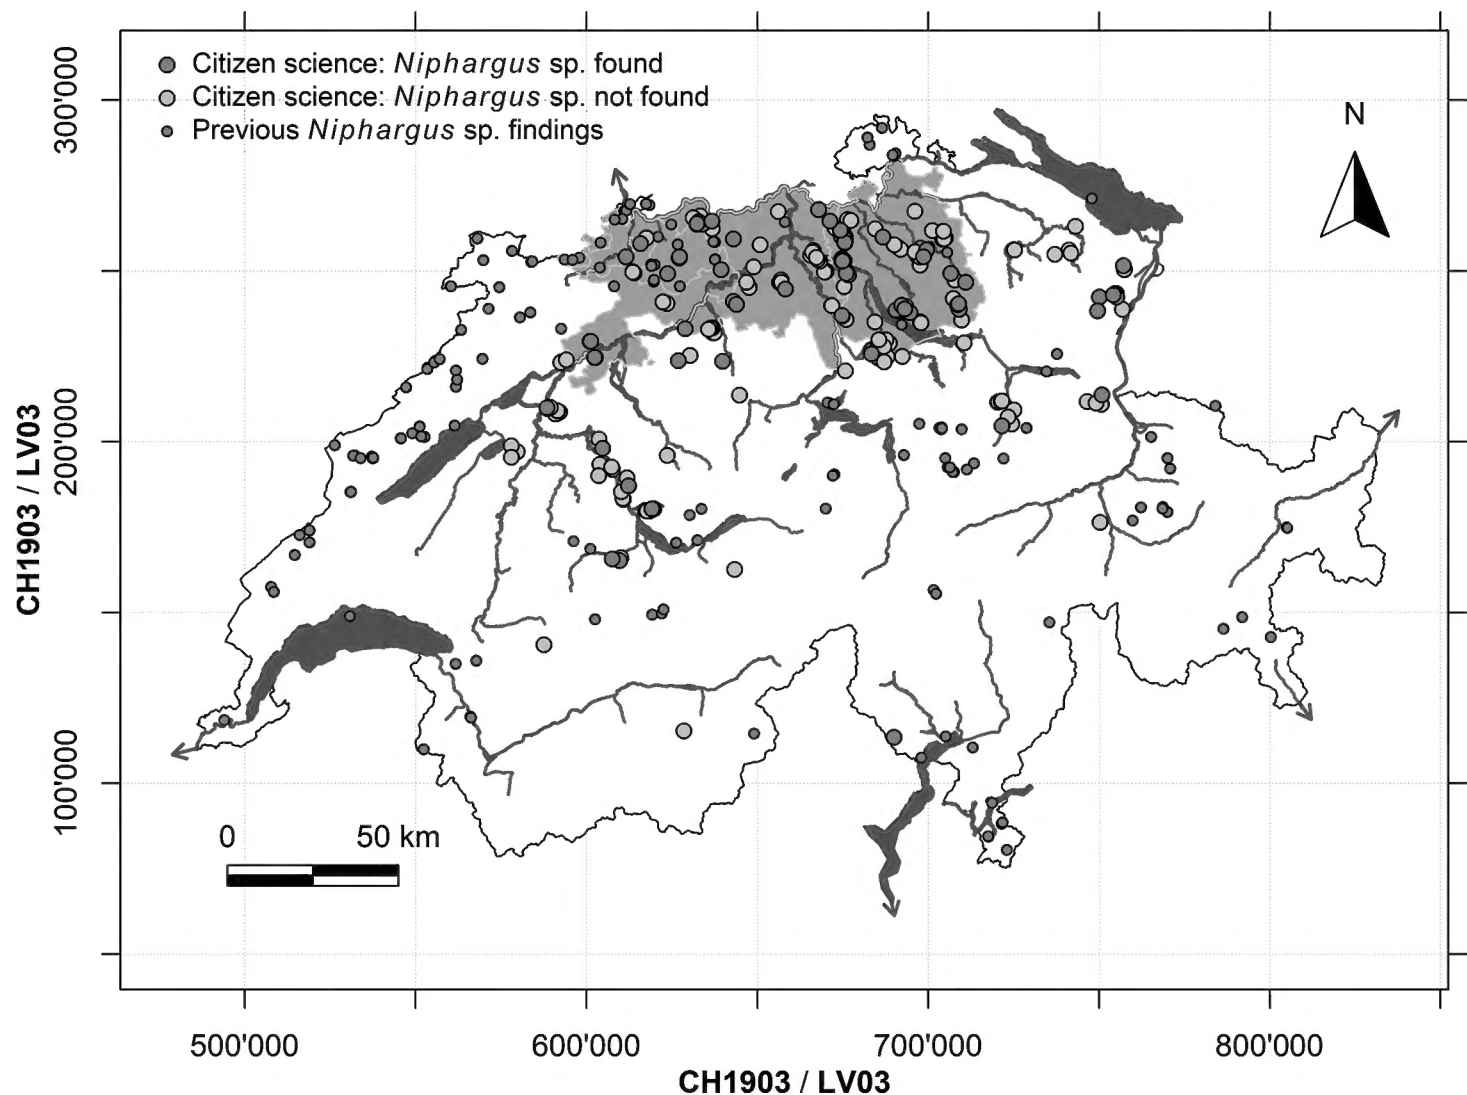 Citizen science: Niphargus sp. found
Citizen science: Niphargus sp. not found
Previous Niphargus sp. findings
N
300'000
200'000
100'000
CH1903 / LV03
0 50 km
500'000 600'000 700'000 800'000
CH1903 / LV03